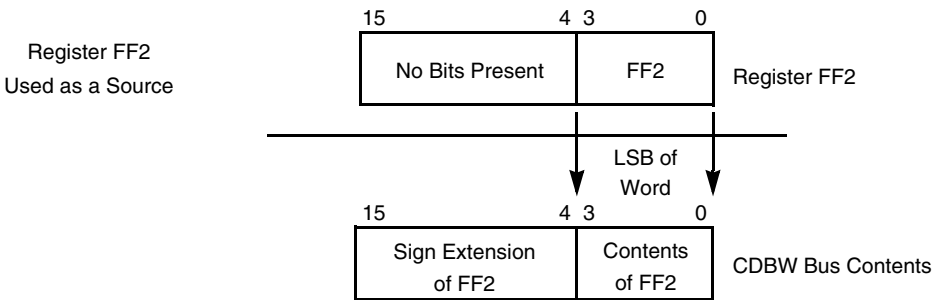 15 4 3 0
Register FF2
Used as a Source
No Bits Present FF2
Register FF2
LSB of
Word
15 4 3 0
Sign Extension
of FF2
Contents
of FF2
CDBW Bus Contents